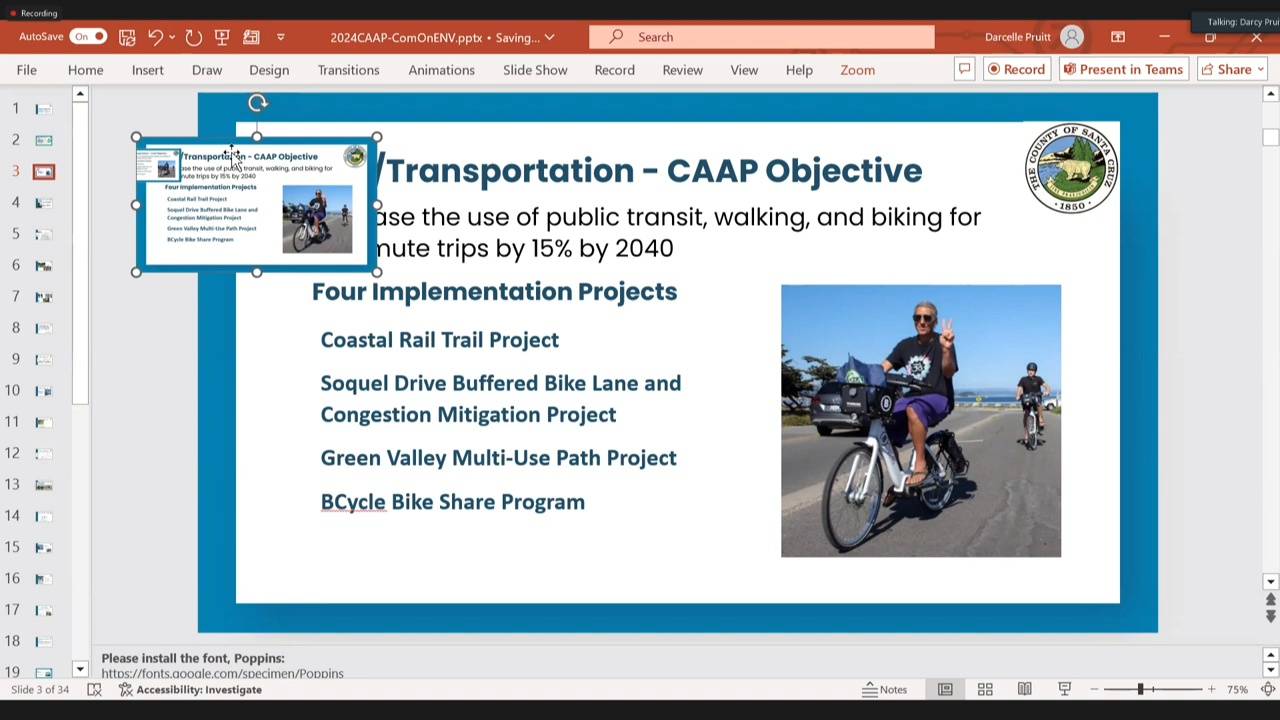 Recording
Talking: Darcy Prui
AutoSave On
2024CAAP-ComOnENV.pptx • Saving...
Search
Darcelle Pruitt
File Home Insert Draw Design Transitions Animations Slide Show Record Review View Help Zoom
Record Present in Teams Share
1
2
3
4
5
6
7
8
9
10
11
12
13
14
15
16
17
18
19
/Transportation - CAAP Objective
ase the use of public transit, walking, and biking for
mute trips by 15% by 2040
Four Implementation Projects
Coastal Rail Trail Project
Soquel Drive Buffered Bike Lane and
Congestion Mitigation Project
Green Valley Multi-Use Path Project
BCycle Bike Share Program
/Transportation - CAAP Objective
ase the use of public transit, walking, and biking for
mute trips by 15% by 2040
Four Implementation Projects
Coastal Rail Trail Project
Soquel Drive Buffered Bike Lane and
Congestion Mitigation Project
Green Valley Multi-Use Path Project
BCycle Bike Share Program
THE COUNTY OF SANTA CRUZ
• 1850 •
Please install the font, Poppins:
https://fonts.google.com/specimen/Poppins
Slide 3 of 34
Accessibility: Investigate
Notes
75%